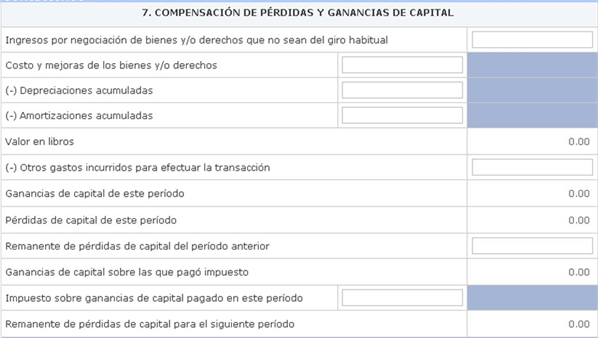 7. COMPENSACIÓN DE PÉRDIDAS Y GANANCIAS DE CAPITAL
Ingresos por negociación de bienes y/o derechos que no sean del giro habitual
Costo y mejoras de los bienes y/o derechos
(-) Depreciaciones acumuladas
(-) Amortizaciones acumuladas
Valor en libros 0.00
(-) Otros gastos incurridos para efectuar la transacción
Ganancias de capital de este período 0.00
Pérdidas de capital de este período 0.00
Remanente de pérdidas de capital del período anterior
Ganancias de capital sobre las que pagó impuesto 0.00
Impuesto sobre ganancias de capital pagado en este período
Remanente de pérdidas de capital para el siguiente período 0.00